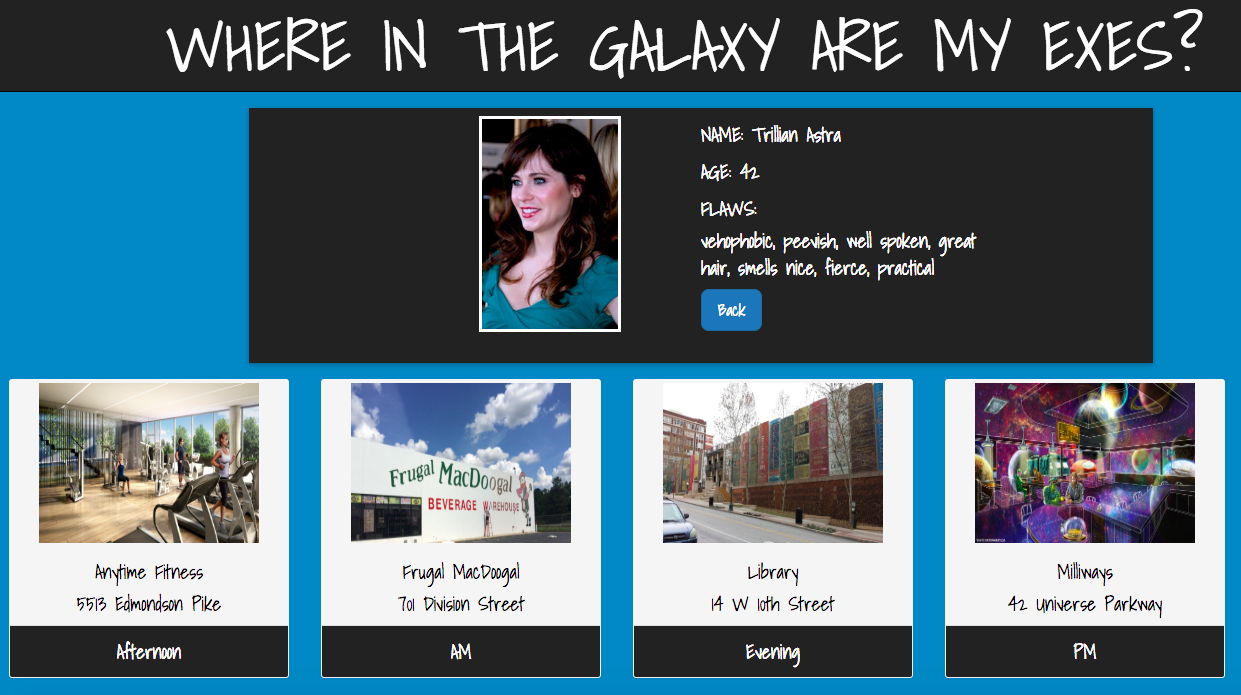 WHERE IN THE GALAXY ARE MY EXES?
NAME: Trillian Astra
AGE: 42
FLAWS:
vehophobic, peevish, well spoken, great
hair, smells nice, fierce, practical
Back
Frugal MacDoogal
BEVERAGE WAREHOUSE
Anytime Fitness
5513 Edmondson Pike
Afternoon
Frugal MacDoogal
701 Division Street
AM
Library
14 W 10th Street
Evening
Milliways
42 Universe Parkway
PM